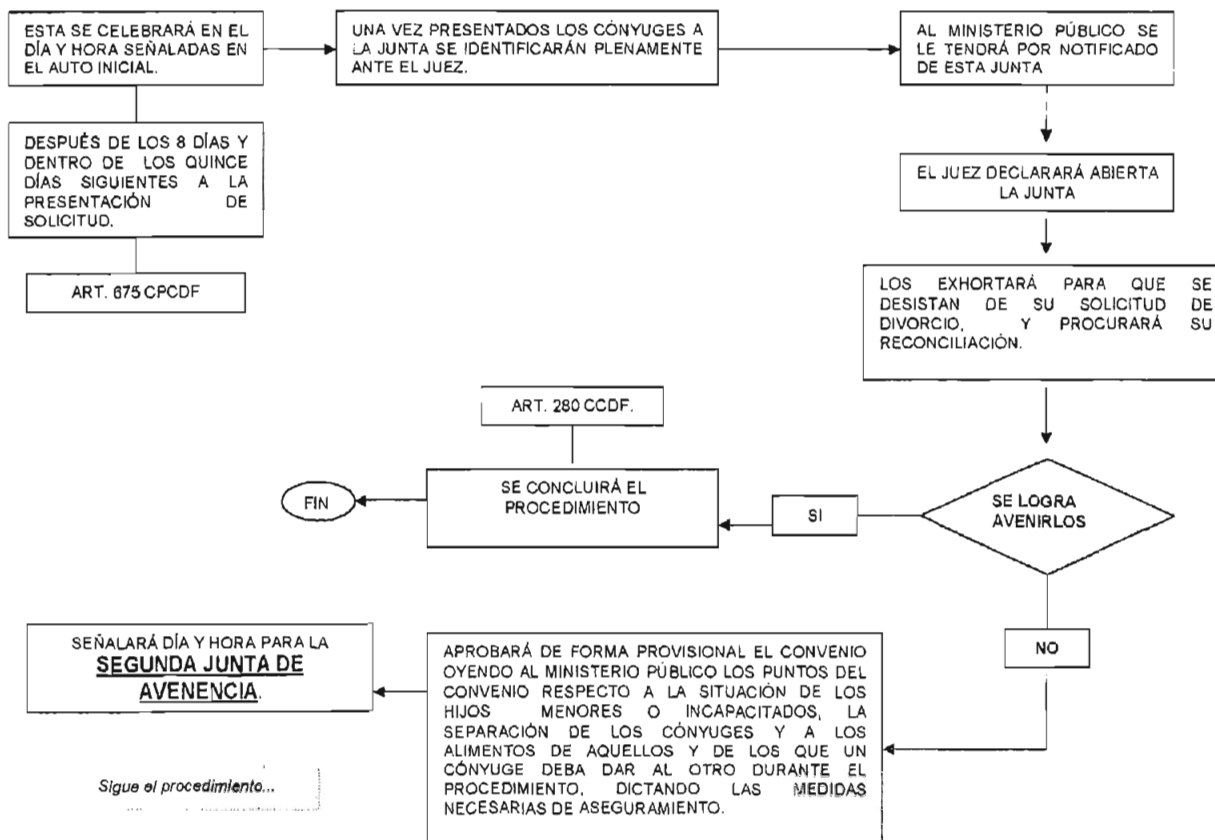 ESTA SE CELEBRARÁ EN EL
DÍA Y HORA SEÑALADAS EN
EL AUTO INICIAL.
DESPUÉS DE LOS 8 DÍAS Y
DENTRO DE LOS QUINCE
DÍAS SIGUIENTES A LA
PRESENTACIÓN DE
SOLICITUD.
ART. 675 CPCDF
UNA VEZ PRESENTADOS LOS CÓNYUGES A
LA JUNTA SE IDENTIFICARÁN PLENAMENTE
ANTE EL JUEZ.
AL MINISTERIO PÚBLICO SE
LE TENDRÁ POR NOTIFICADO
DE ESTA JUNTA
EL JUEZ DECLARARÁ ABIERTA
LA JUNTA
LOS EXHORTARÁ PARA QUE SE
DESISTAN DE SU SOLICITUD DE
DIVORCIO, Y PROCURARÁ SU
RECONCILIACIÓN.
SE LOGRA
AVENIRLOS
SI
ART. 280 CCDF.
SE CONCLUIRÁ EL
PROCEDIMIENTO
FIN
NO
APROBARÁ DE FORMA PROVISIONAL EL CONVENIO
OYENDO AL MINISTERIO PÚBLICO LOS PUNTOS DEL
CONVENIO RESPECTO A LA SITUACIÓN DE LOS
HIJOS MENORES O INCAPACITADOS, LA
SEPARACIÓN DE LOS CÓNYUGES Y A LOS
ALIMENTOS DE AQUELLOS Y DE LOS QUE UN
CÓNYUGE DEBA DAR AL OTRO DURANTE EL
PROCEDIMIENTO, DICTANDO LAS MEDIDAS
NECESARIAS DE ASEGURAMIENTO.
SEÑALARÁ DÍA Y HORA PARA LA
SEGUNDA JUNTA DE
AVENENCIA.
Sigue el procedimiento...